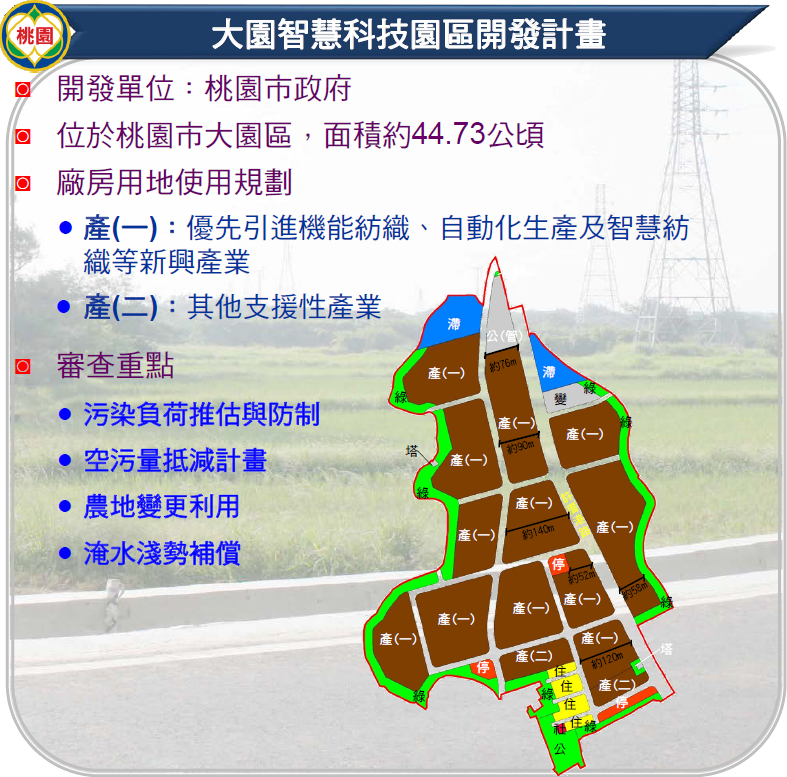 桃園
大園智慧科技園區開發計畫
開發單位：桃園市政府
位於桃園市大園區，面積約44.73公頃
廠房用地使用規劃
產(一)：優先引進機能紡織、自動化生產及智慧紡
織等新興產業
產(二)：其他支援性產業
審查重點
污染負荷推估與防制
空污量抵減計畫
農地變更利用
淹水淺勢補償
滯
公(管)
約76m
滯
產(一)
綠
綠
變
產(一)
綠
產(一)
約90m
塔
產(一)
綠
產(一)
產(一)
約140m
產(一)
停
約52m
產(一)
約58m
綠
產(一)
產(一)
產(一)
產(一)
塔
產(二)
約120m
停
住
產(二)
綠
綠
住
住
停
社
住
綠
公